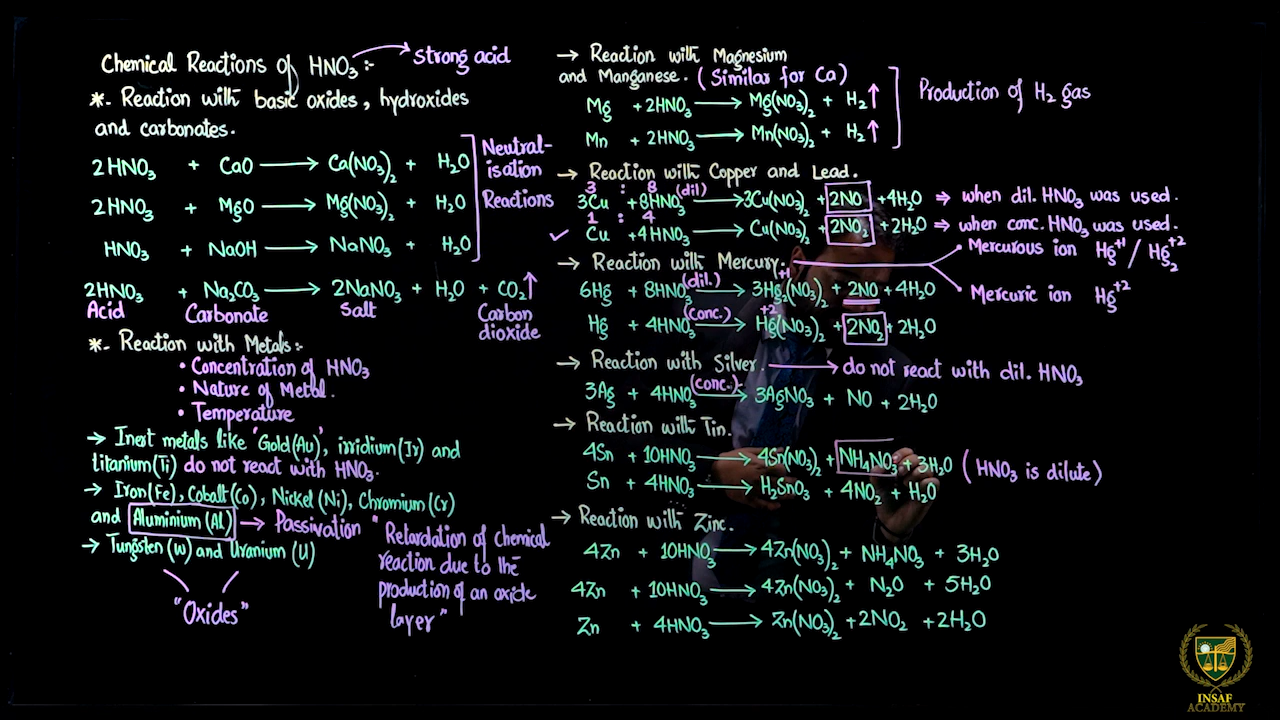 Chemical Reactions of HNO₃ :- → Strong acid
*. Reaction with basic oxides, hydroxides
and carbonates.
2HNO₃ + CaO → Ca(NO₃)₂ + H₂O
2HNO₃ + MgO → Mg(NO₃)₂ + H₂O
HNO₃ + NaOH → NaNO₃ + H₂O
Neutral-
isation
Reactions
2HNO₃ + Na₂CO₃ → 2NaNO₃ + H₂O + CO₂↑
Acid Carbonate Salt Carbon
dioxide
*. Reaction with Metals :-
• Concentration of HNO₃
• Nature of Metal.
• Temperature
→ Inert metals like 'Gold(Au)', irridium(Ir) and
titanium(Ti) do not react with HNO₃.
→ Iron(Fe), Cobalt(Co), Nickel(Ni), Chromium(Cr)
and Aluminium(Al) → Passivation
"Retardation of chemical
reaction due to the
production of an oxide
layer"
→ Tungsten (W) and Uranium (U)
"Oxides"
→ Reaction with Magnesium
and Manganese. (Similar for Ca)
Mg + 2HNO₃ → Mg(NO₃)₂ + H₂↑
Mn + 2HNO₃ → Mn(NO₃)₂ + H₂↑
Production of H₂ gas
→ Reaction with Copper and Lead.
3 : 8 (dil)
3Cu + 8HNO₃ → 3Cu(NO₃)₂ + 2NO + 4H₂O ⇒ when dil. HNO₃ was used.
1 : 4
✓ Cu + 4HNO₃ → Cu(NO₃)₂ + 2NO₂ + 2H₂O ⇒ when conc. HNO₃ was used.
→ Reaction with Mercury.
Mercurous ion Hg⁺¹ / Hg₂⁺²
Mercuric ion Hg⁺²
(dil.) (+1)
6Hg + 8HNO₃ → 3Hg₂(NO₃)₂ + 2NO + 4H₂O
(conc.) +2
Hg + 4HNO₃ → Hg(NO₃)₂ + 2NO₂ + 2H₂O
→ Reaction with Silver. → do not react with dil. HNO₃
(conc.)
3Ag + 4HNO₃ → 3AgNO₃ + NO + 2H₂O
→ Reaction with Tin.
4Sn + 10HNO₃ → 4Sn(NO₃)₂ + NH₄NO₃ + 3H₂O (HNO₃ is dilute)
Sn + 4HNO₃ → H₂SnO₃ + 4NO₂ + H₂O
→ Reaction with Zinc.
4Zn + 10HNO₃ → 4Zn(NO₃)₂ + NH₄NO₃ + 3H₂O
4Zn + 10HNO₃ → 4Zn(NO₃)₂ + N₂O + 5H₂O
Zn + 4HNO₃ → Zn(NO₃)₂ + 2NO₂ + 2H₂O
INSAF
ACADEMY